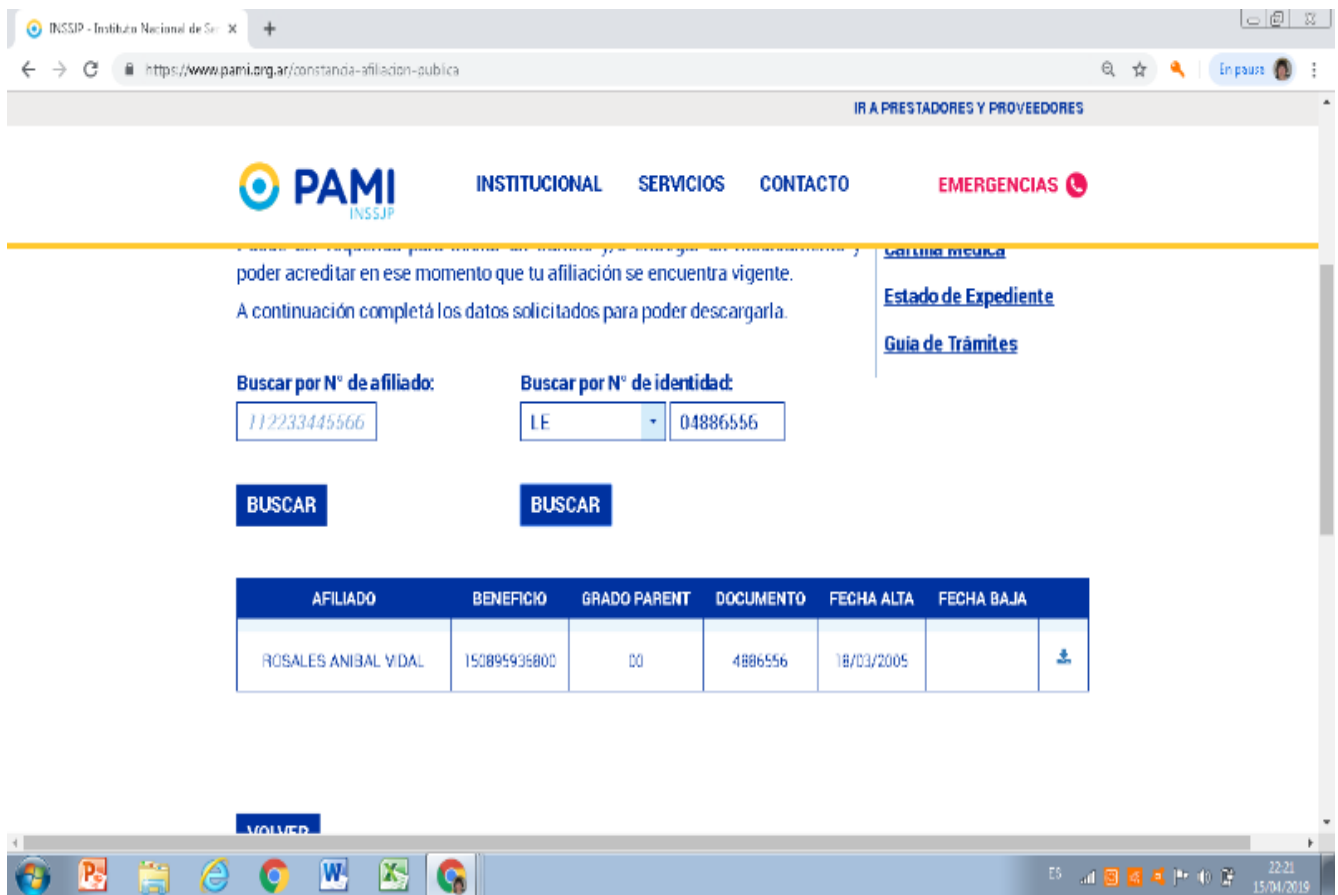 INSSJP - Instituto Nacional de Ser
https://www.pami.org.ar/constancia-afiliacion-publica
En pausa
IR A PRESTADORES Y PROVEEDORES
PAMI
INSSJP
INSTITUCIONAL SERVICIOS CONTACTO EMERGENCIAS
Cartilla Médica
poder acreditar en ese momento que tu afiliación se encuentra vigente.
Estado de Expediente
A continuación completá los datos solicitados para poder descargarla.
Guia de Trámites
Buscar por N° de afiliado: Buscar por N° de identidad:
112233445566 LE 04886556
BUSCAR BUSCAR
AFILIADO BENEFICIO GRADO PARENT DOCUMENTO FECHA ALTA FECHA BAJA
ROSALES ANIBAL VIDAL 150895936800 00 4886556 18/03/2005
VOLVER
ES 22:21
15/04/2019